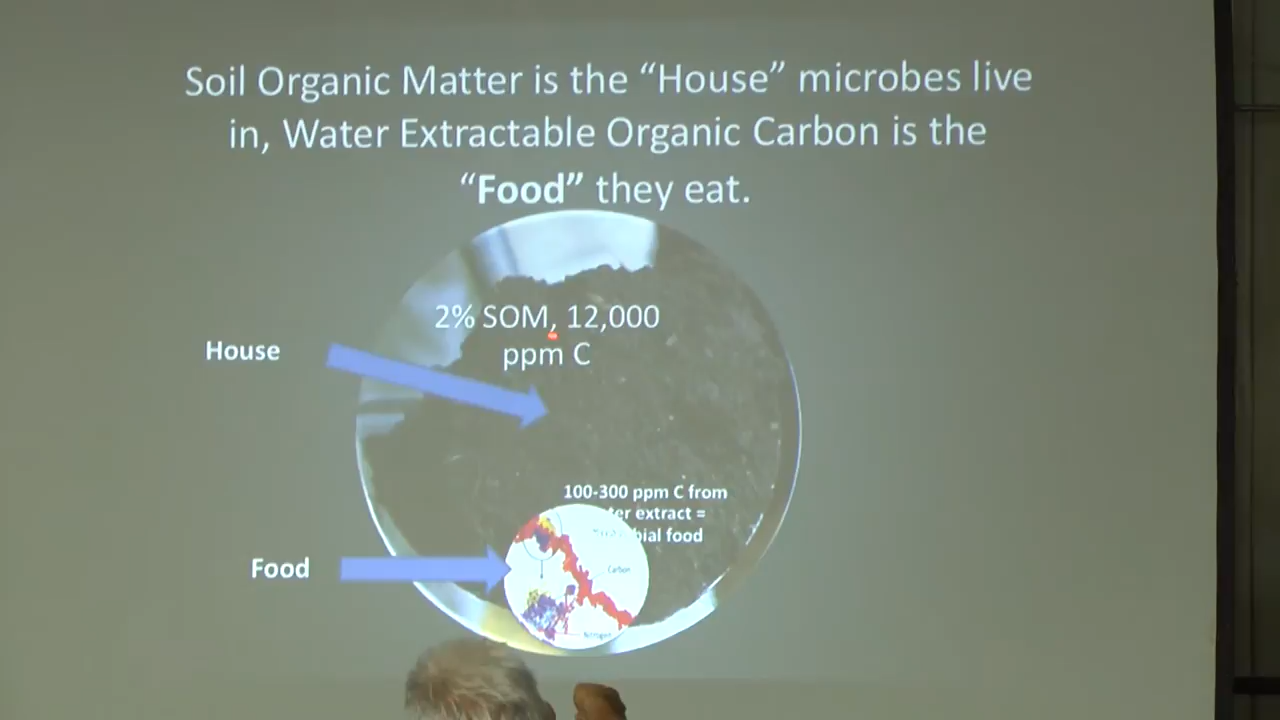 Soil Organic Matter is the “House” microbes live
in, Water Extractable Organic Carbon is the
“Food” they eat.
2% SOM, 12,000
ppm C
House
100-300 ppm C from
extract =
food
Food
Carbon
Nitrogen